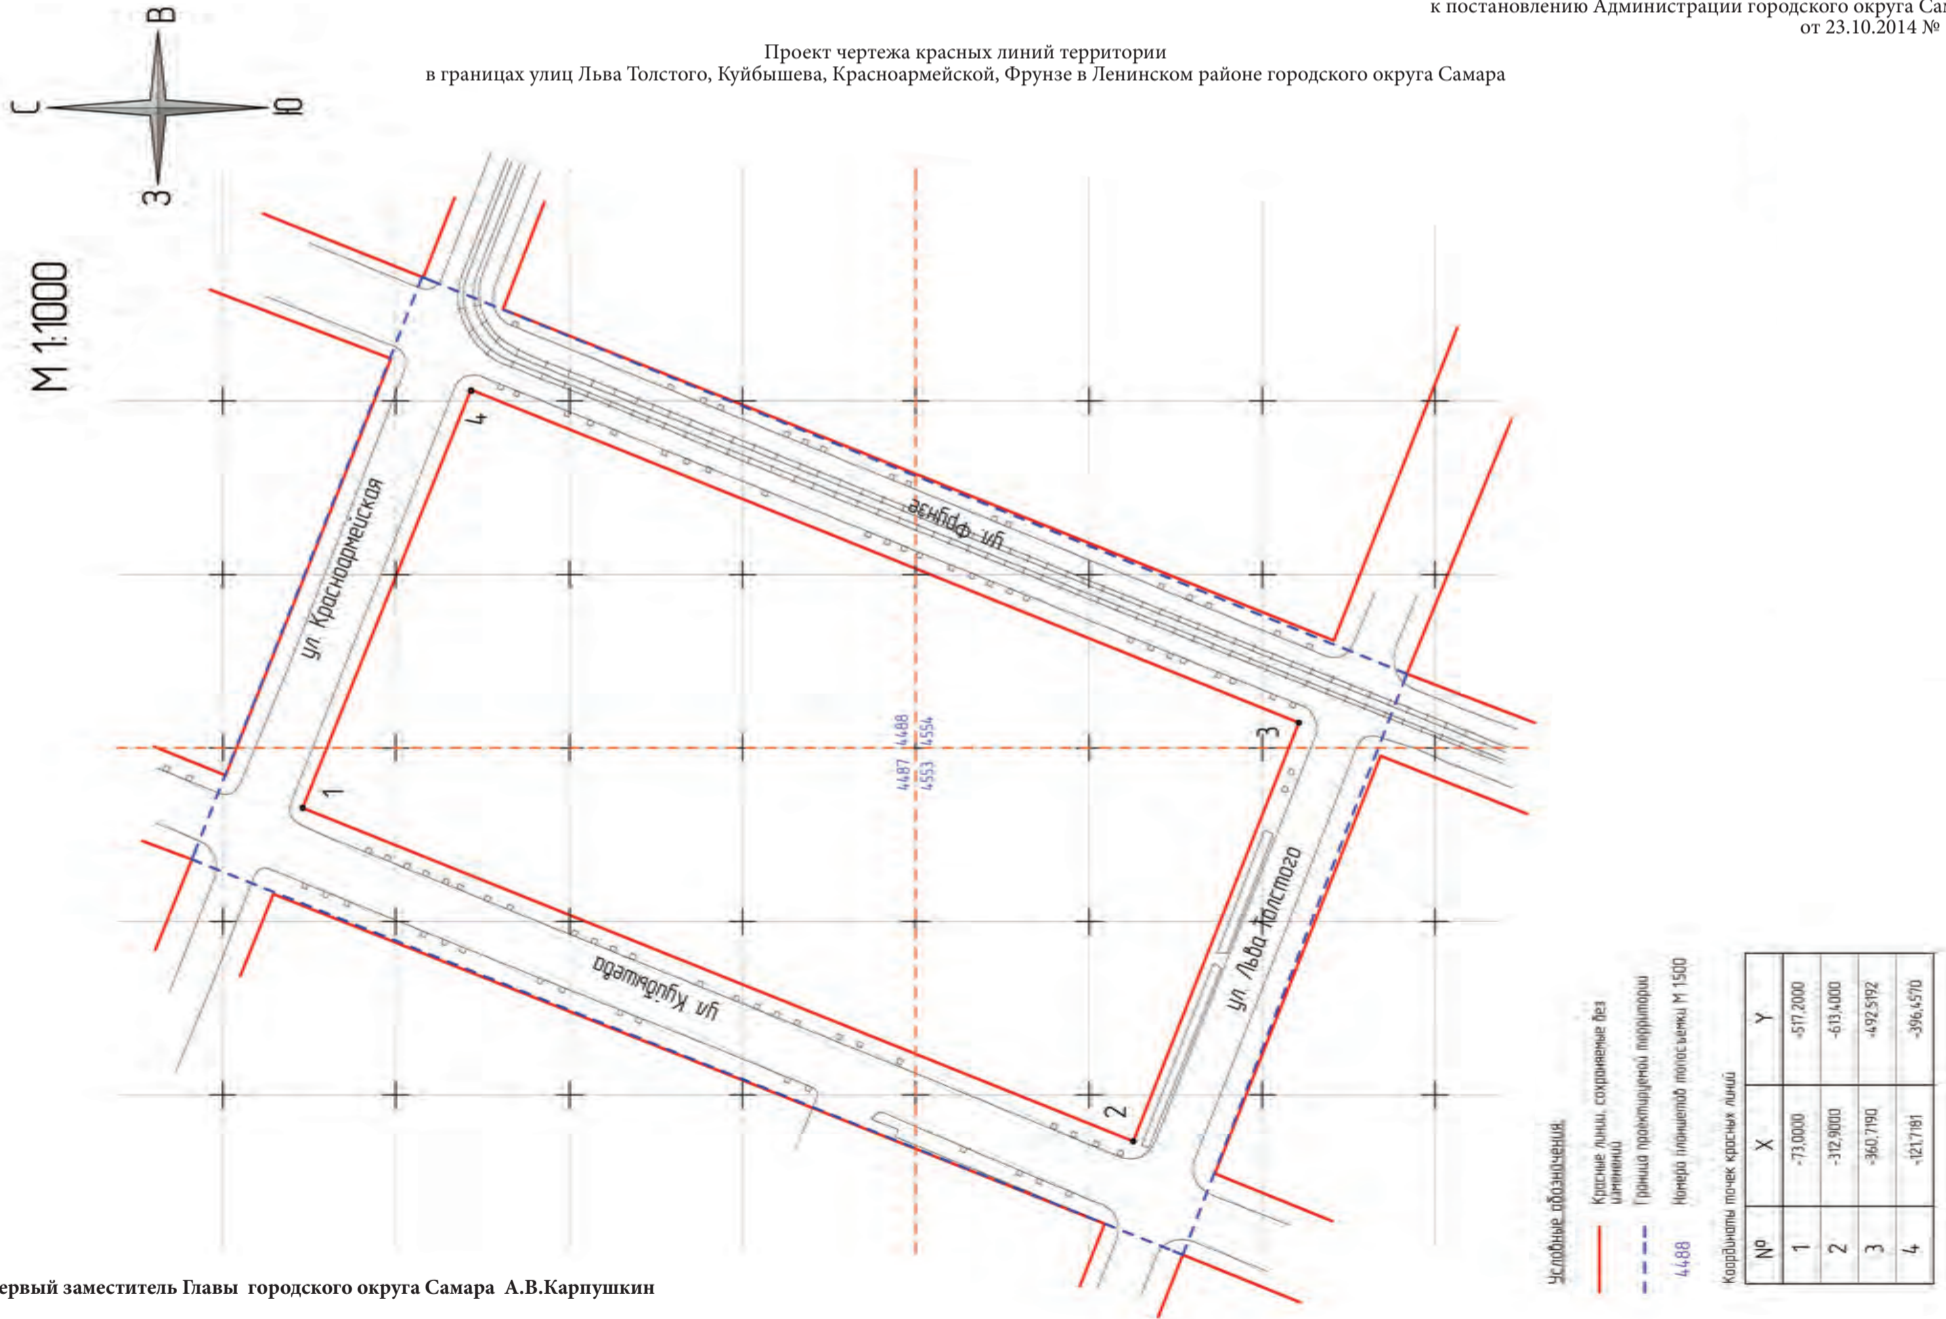 к постановлению Администрации городского округа Сам
от 23.10.2014 №
Проект чертежа красных линий территории
в границах улиц Льва Толстого, Куйбышева, Красноармейской, Фрунзе в Ленинском районе городского округа Самара
В
С
Ю
З
М 1:1000
ул. Красноармейская
4
ул. Фрунзе
1
3
4487 4488
4553 4554
ул. Куйбышева
ул. Льва Толстого
2
Условные обозначения:
Красные линии, сохраняемые без
изменений
Граница проектируемой территории
4488 Номера планшетов топосъемки М 1:500
Координаты точек красных линий
№ X Y
1 -73,0000 -517,2000
2 -312,9000 -613,4000
3 -360,7190 -492,5192
4 -121,7181 -396,4570
ервый заместитель Главы городского округа Самара А.В.Карпушкин